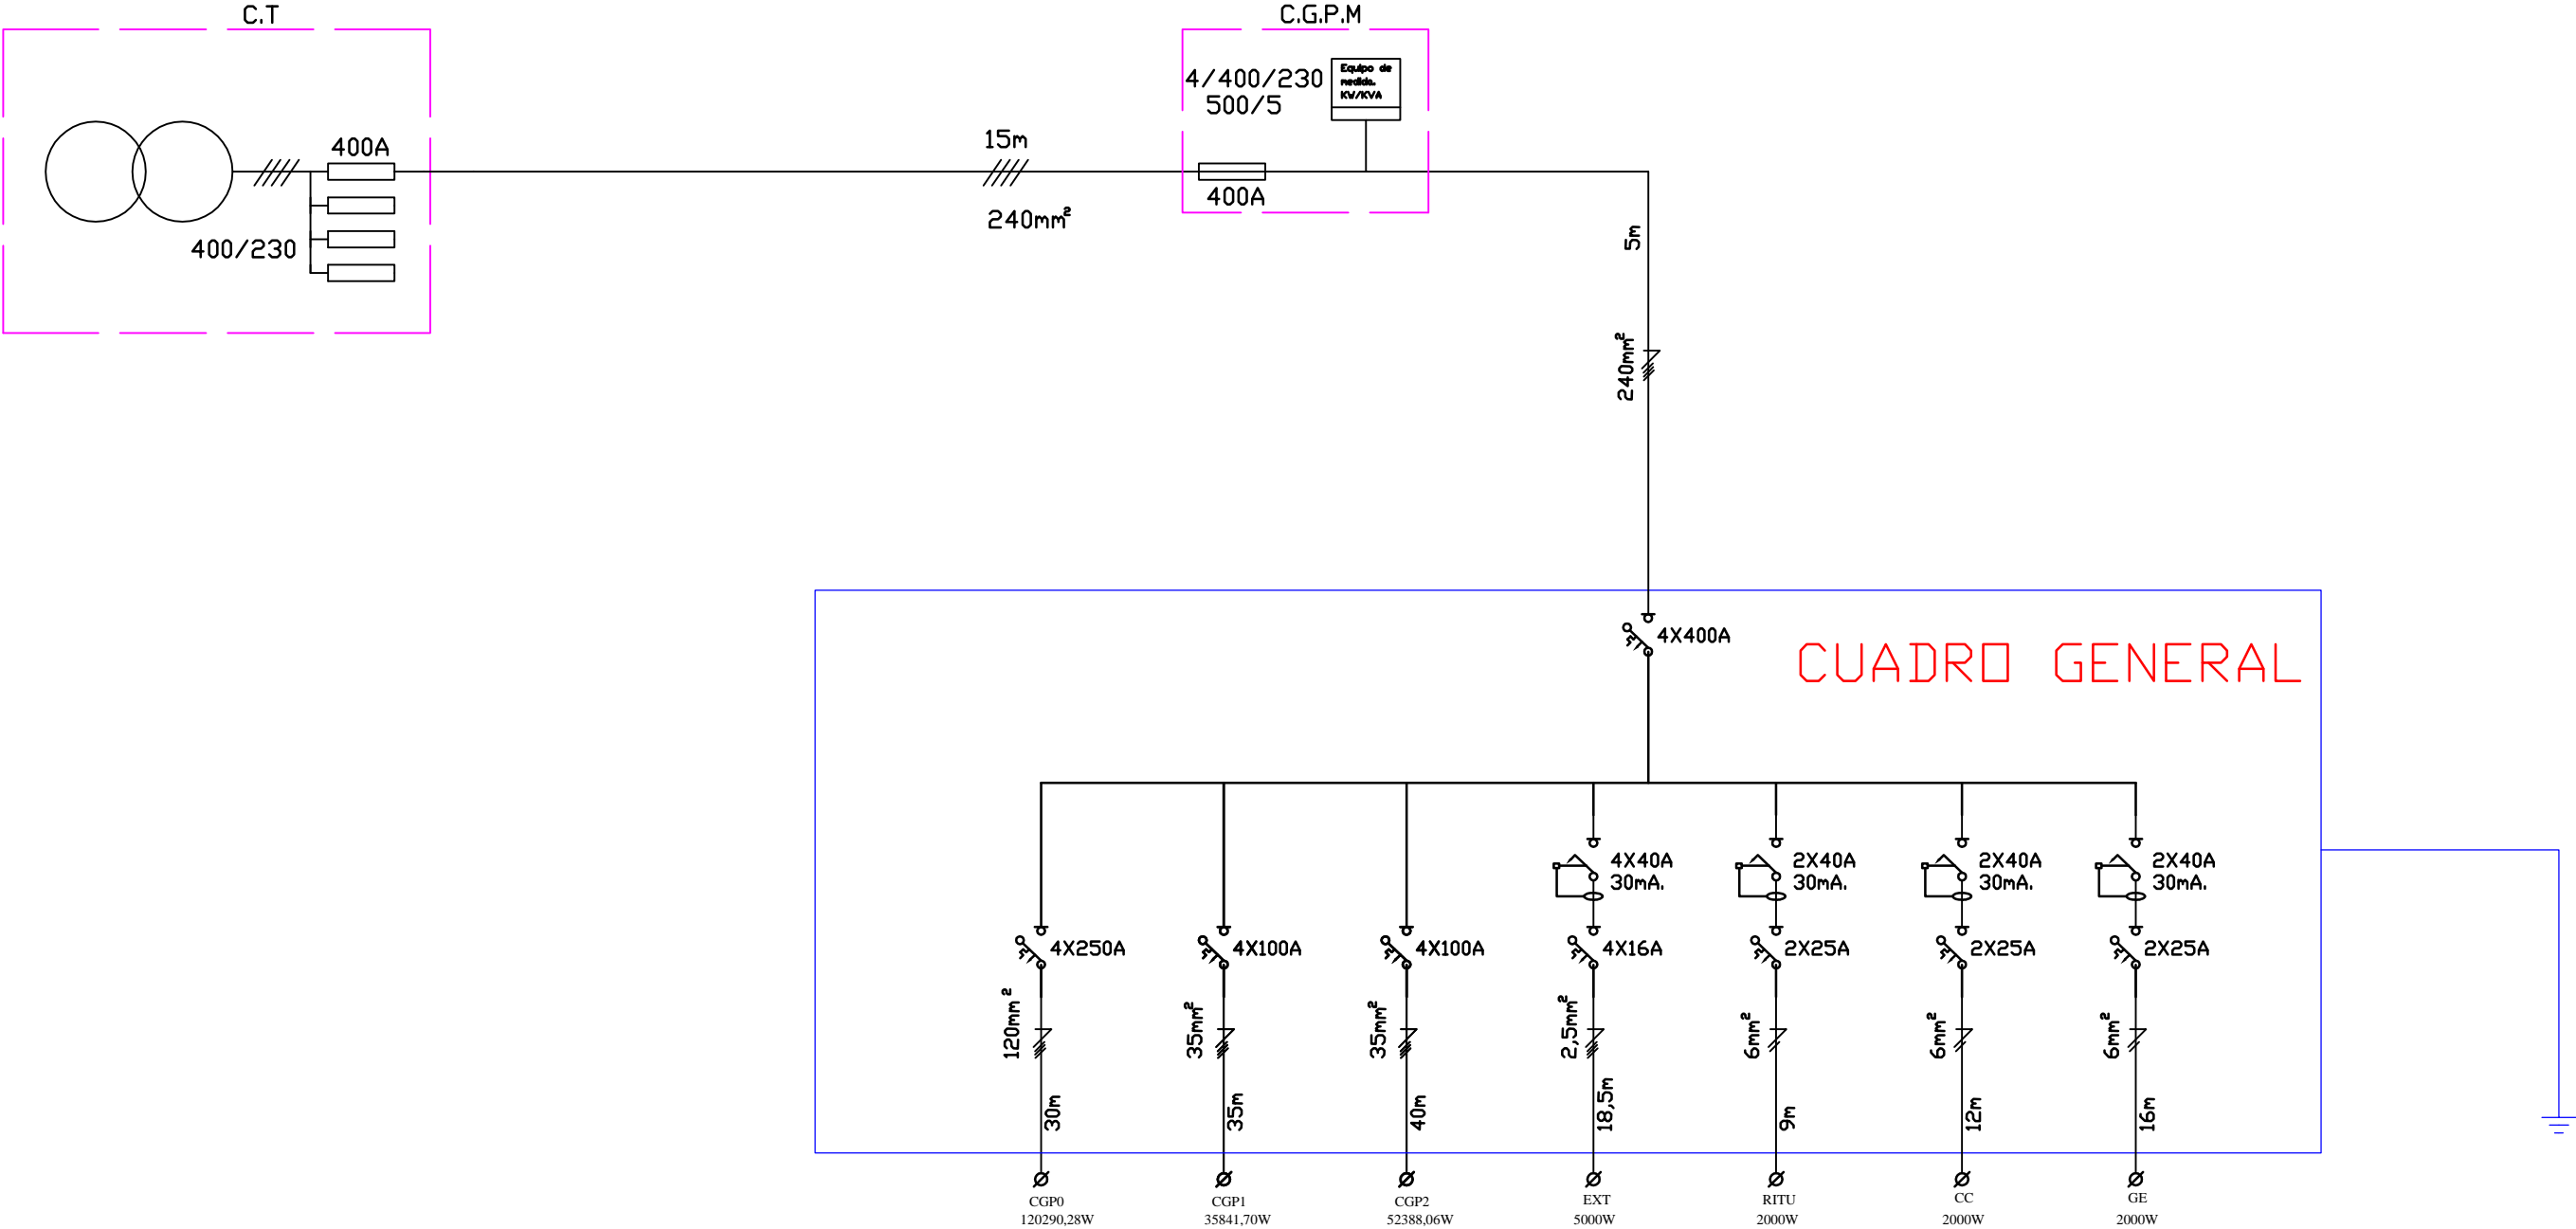 C.T
C.G.P.M
4/400/230
500/5
Equipo de
medida.
KW/KVA
400A
15m
400A
240mm²
400/230
5m
240mm²
4X400A
CUADRO GENERAL
4X40A
30mA.
2X40A
30mA.
2X40A
30mA.
2X40A
30mA.
4X250A
4X100A
4X100A
4X16A
2X25A
2X25A
2X25A
120mm²
35mm²
35mm²
2,5mm²
6mm²
6mm²
6mm²
30m
35m
40m
18,5m
9m
12m
16m
CGP0
120290,28W
CGP1
35841,70W
CGP2
52388,06W
EXT
5000W
RITU
2000W
CC
2000W
GE
2000W